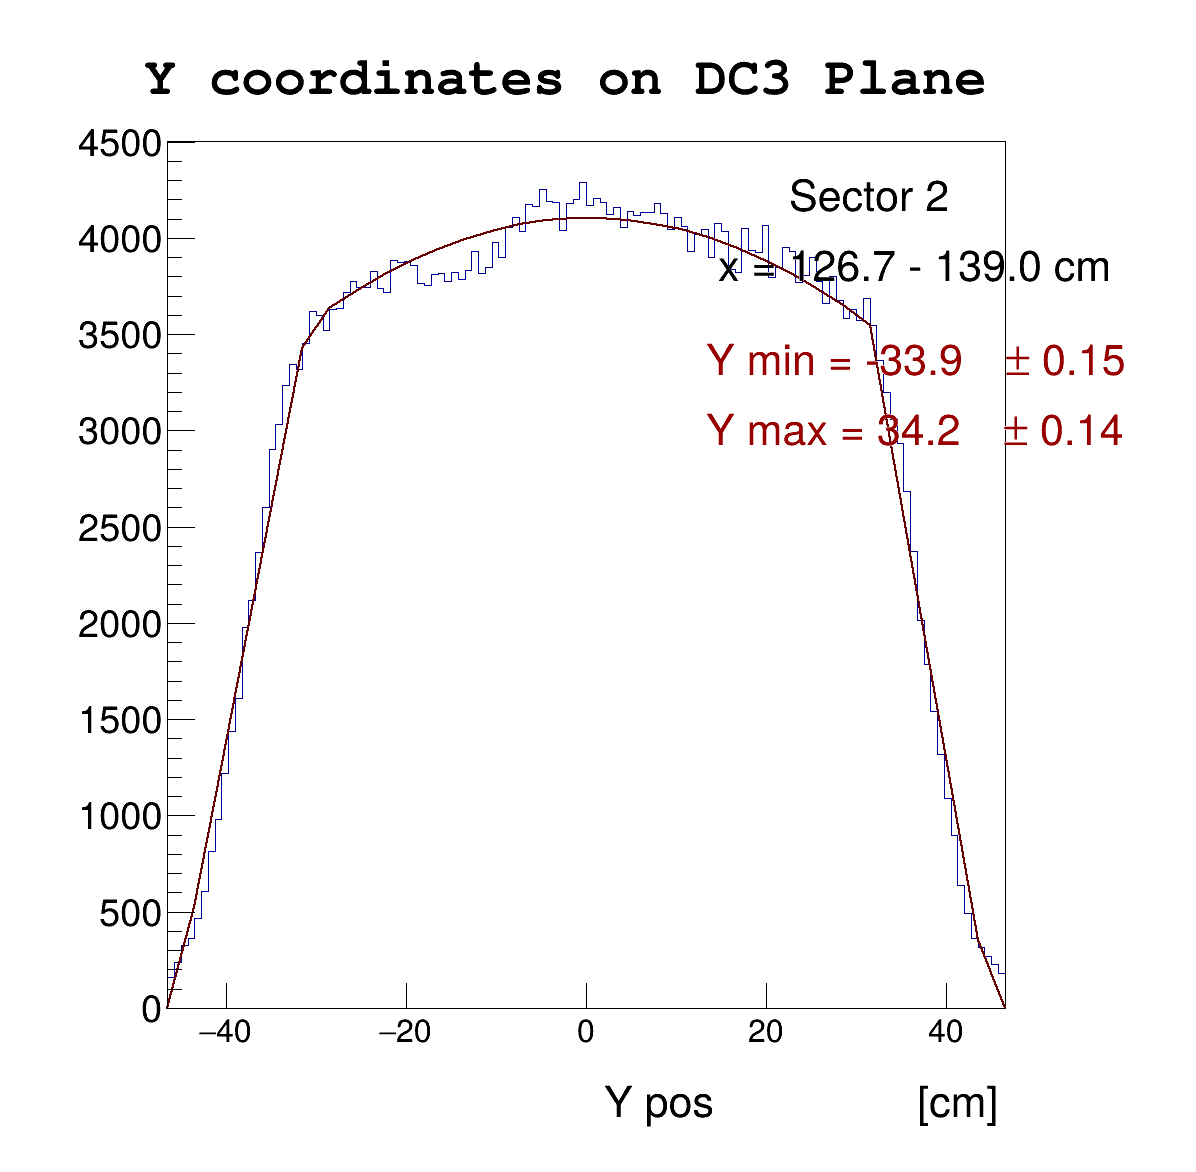 Y coordinates on DC3 Plane
4500
4000
3500
3000
2500
2000
1500
1000
500
0
Sector 2
x = 126.7 - 139.0 cm
Y min = -33.9 ± 0.15
Y max = 34.2 ± 0.14
−40 −20 0 20 40
Y pos [cm]